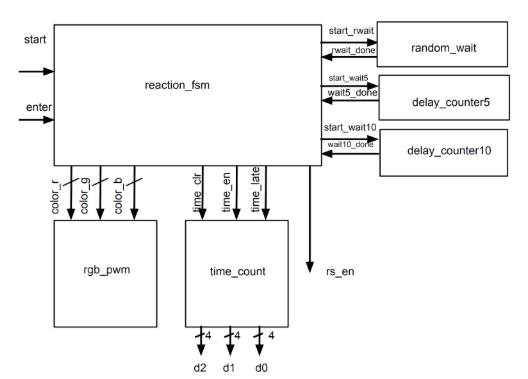 start
enter
reaction_fsm
start_rwait
rwait_done
random_wait
start_wait5
wait5_done
delay_counter5
start_wait10
wait10_done
delay_counter10
color_r
color_g
color_b
time_clr
time_en
time_late
rgb_pwm
time_count
rs_en
4 4 4
d2 d1 d0